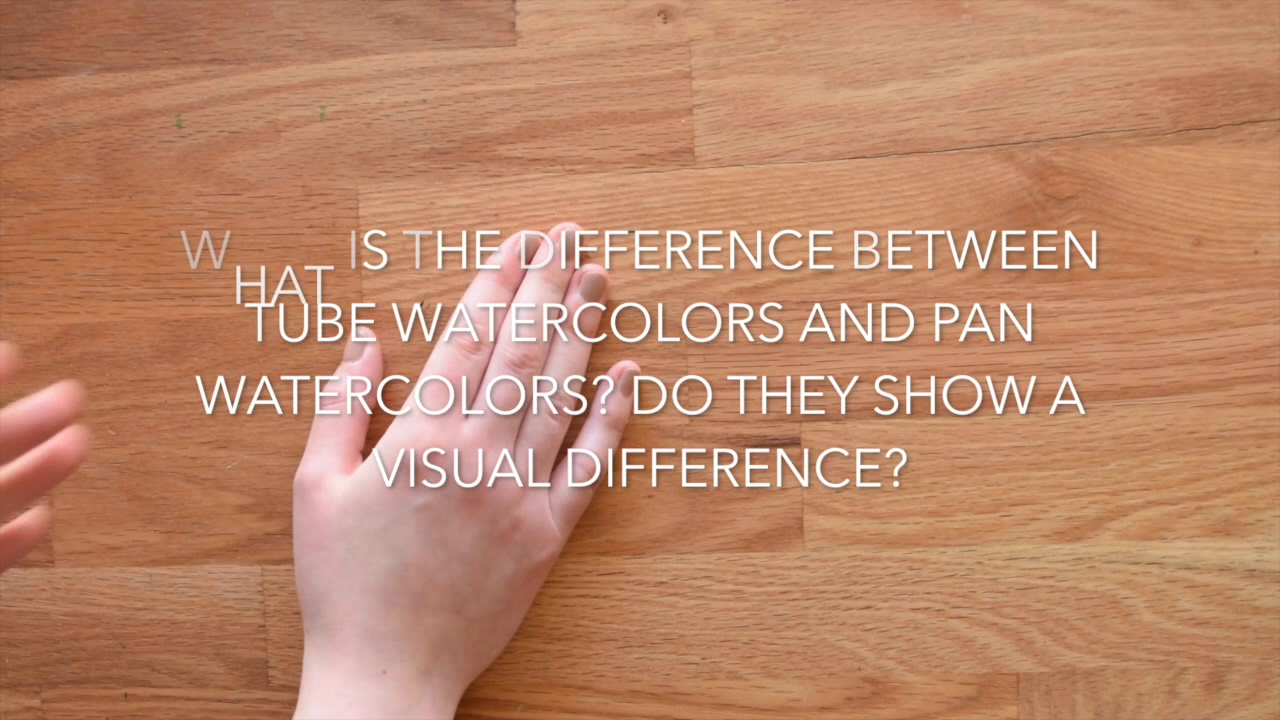 WHAT IS THE DIFFERENCE BETWEEN
TUBE WATERCOLORS AND PAN
WATERCOLORS? DO THEY SHOW A
VISUAL DIFFERENCE?